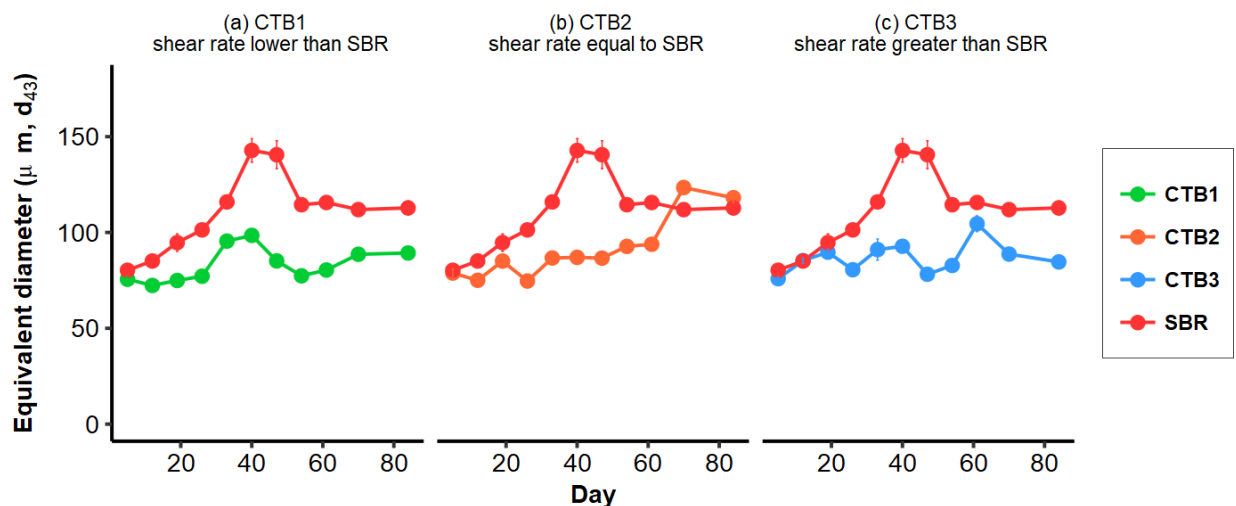 (a) CTB1
shear rate lower than SBR
(b) CTB2
shear rate equal to SBR
(c) CTB3
shear rate greater than SBR
Equivalent diameter (μ m, d43)
150
100
50
0
20 40 60 80
20 40 60 80
20 40 60 80
Day
CTB1
CTB2
CTB3
SBR